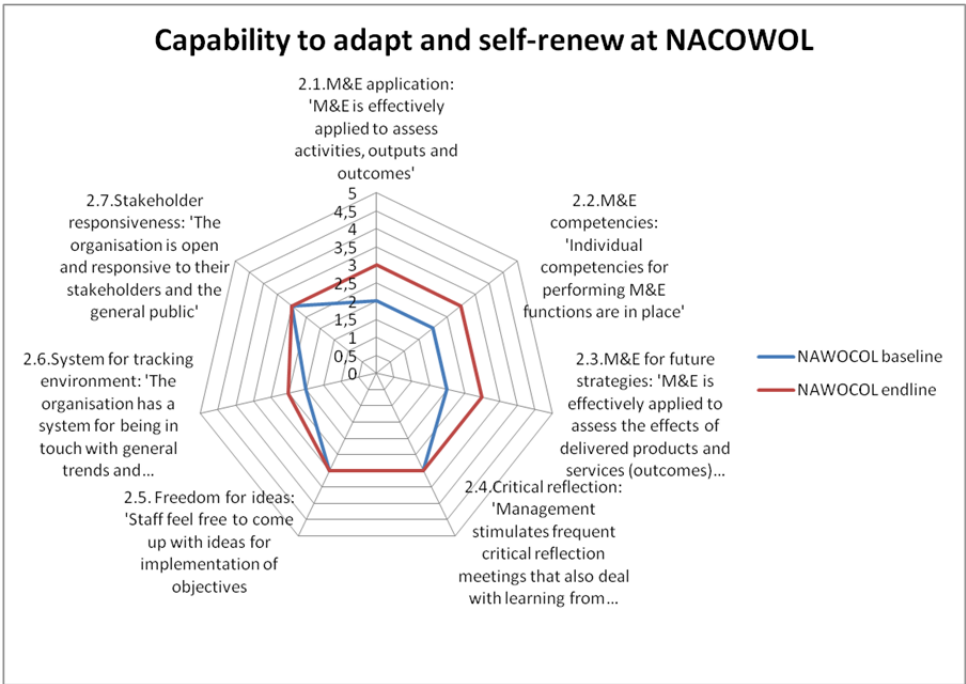 Capability to adapt and self-renew at NACOWOL
2.1.M&E application:
'M&E is effectively
applied to assess
activities, outputs and
outcomes'
2.7.Stakeholder
responsiveness: 'The
organisation is open
and responsive to their
stakeholders and the
general public'
2.2.M&E
competencies:
'Individual
competencies for
performing M&E
functions are in place'
5
4,5
4
3,5
3
2,5
2
1,5
1
0,5
0
2.6.System for tracking
environment: 'The
organisation has a
system for being in
touch with general
trends and...
2.3.M&E for future
strategies: 'M&E is
effectively applied to
assess the effects of
delivered products and
services (outcomes)...
NAWOCOL baseline
NAWOCOL endline
2.5. Freedom for ideas:
'Staff feel free to come
up with ideas for
implementation of
objectives
2.4.Critical reflection:
'Management
stimulates frequent
critical reflection
meetings that also deal
with learning from...